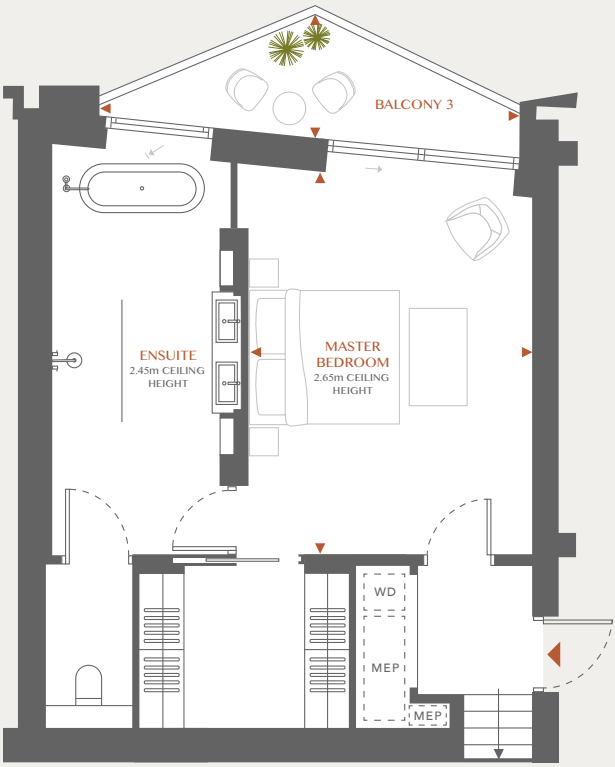 BALCONY 3
ENSUITE
2.45m CEILING
HEIGHT
MASTER
BEDROOM
2.65m CEILING
HEIGHT
WD
MEP
MEP